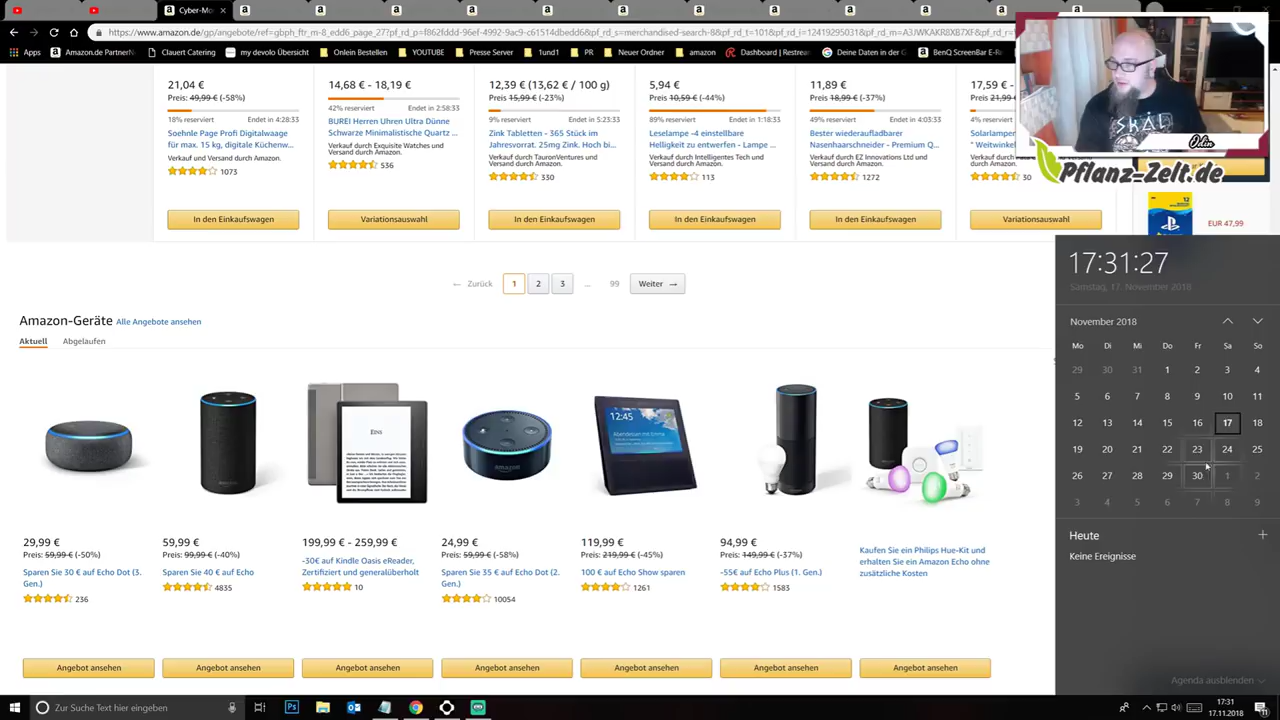 Cyber-Mo
https://www.amazon.de/gp/angebote/ref=gbph_ftr_m-8_edd6_page_27?pf_rd_p=f862fddd-96ef-4992-9ac9-c61514dbedd6&pf_rd_s=merchandised-search-8&pf_rd_t=101&pf_rd_i=12419295031&pf_rd_m=A3JWKAKR8XB7XF&pf_rd
Apps
Amazon.de PartnerN
Clauert Catering
my devolo Übersicht
Onlein Bestellen
YOUTUBE
Presse Server
1und1
PR
Neuer Ordner
amazon
Dashboard | Restrea
Deine Daten in der
BenQ ScreenBar E-R
21,04 €
Preis: 49,99 € (-58%)
18% reserviert
Endet in 4:28:33
Soehnle Page Profi Digitalwaage
für max. 15 kg, digitale Küchenw...
Verkauf und Versand durch Amazon.
1073
In den Einkaufswagen
14,68 € - 18,19 €
42% reserviert
Endet in 2:58:33
BUREI Herren Uhren Ultra Dünne
Schwarze Minimalistische Quartz ...
Verkauf durch Exquisite Watches und
Versand durch Amazon.
536
Variationsauswahl
12,39 € (13,62 € / 100 g)
Preis: 15,99 € (-23%)
9% reserviert
Endet in 5:23:33
Zink Tabletten - 365 Stück im
Jahresvorrat. 25mg Zink. Hoch bi...
Verkauf durch TauronVentures und
Versand durch Amazon.
330
In den Einkaufswagen
5,94 €
Preis: 10,59 € (-44%)
89% reserviert
Endet in 1:18:33
Leselampe -4 einstellbare
Helligkeit zu entwerfen - Lampe ...
Verkauf durch Intelligentes Tech und
Versand durch Amazon.
113
In den Einkaufswagen
11,89 €
Preis: 18,99 € (-37%)
49% reserviert
Endet in 4:03:33
Bester wiederaufladbarer
Nasenhaarschneider - Premium Q...
Verkauf durch EZ Innovations Ltd und
Versand durch Amazon.
1272
In den Einkaufswagen
17,59 €
Preis: 21,99
4% reserviert
Solarlampen
" Weitwinkel
Verkauf durch
Versand durch Amazon.
30
Variationsauswahl
SKÁL
Odin
Pflanz-Zelt.de
12
EUR 47,99
← Zurück
1
2
3
...
99
Weiter →
Amazon-Geräte
Alle Angebote ansehen
Aktuell
Abgelaufen
EINS
amazon
12:45
29,99 €
Preis: 59,99 € (-50%)
Sparen Sie 30 € auf Echo Dot (3.
Gen.)
236
Angebot ansehen
59,99 €
Preis: 99,99 € (-40%)
Sparen Sie 40 € auf Echo
4835
Angebot ansehen
199,99 € - 259,99 €
-30€ auf Kindle Oasis eReader,
Zertifiziert und generalüberholt
10
Angebot ansehen
24,99 €
Preis: 59,99 € (-58%)
Sparen Sie 35 € auf Echo Dot (2.
Gen.)
10054
Angebot ansehen
119,99 €
Preis: 219,99 € (-45%)
100 € auf Echo Show sparen
1261
Angebot ansehen
94,99 €
Preis: 149,99 € (-37%)
-55€ auf Echo Plus (1. Gen.)
1583
Angebot ansehen
Kaufen Sie ein Philips Hue-Kit und
erhalten Sie ein Amazon Echo ohne
zusätzliche Kosten
Angebot ansehen
17:31:27
Samstag, 17. November 2018
November 2018
Mo Di Mi Do Fr Sa So
29 30 31 1 2 3 4
5 6 7 8 9 10 11
12 13 14 15 16 17 18
20 21 22 23 24 25
26 27 28 29 30 1 2
3 4 5 6 7 8 9
Heute
Keine Ereignisse
Agenda ausblenden
Zur Suche Text hier eingeben
Ps
17:31
17.11.2018